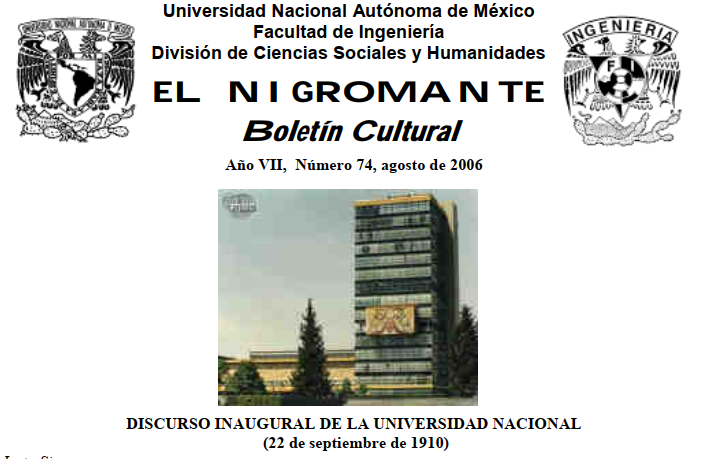 Universidad Nacional Autónoma de México
Facultad de Ingeniería
División de Ciencias Sociales y Humanidades
EL NIGROMANTE
Boletín Cultural
Año VII, Número 74, agosto de 2006
INGENIERIA
F I
DISCURSO INAUGURAL DE LA UNIVERSIDAD NACIONAL
(22 de septiembre de 1910)